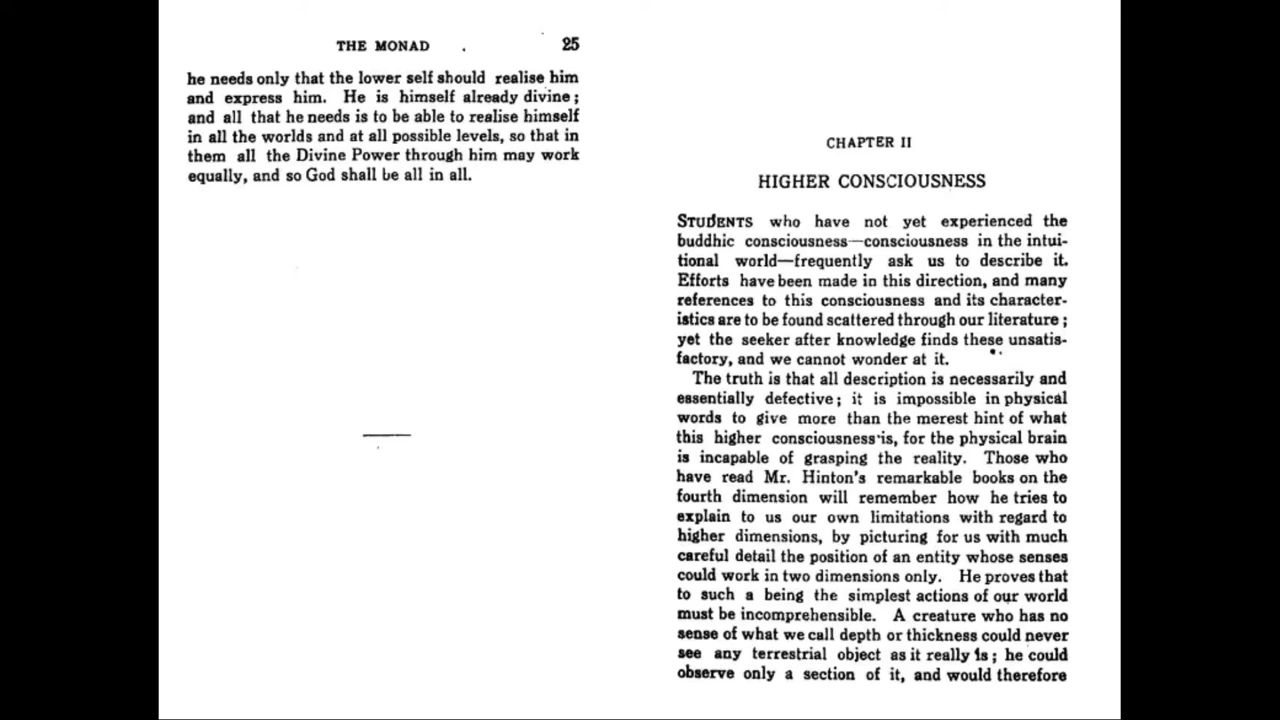 THE MONAD . 25
he needs only that the lower self should realise him
and express him. He is himself already divine;
and all that he needs is to be able to realise himself
in all the worlds and at all possible levels, so that in
them all the Divine Power through him may work
equally, and so God shall be all in all.
CHAPTER II
HIGHER CONSCIOUSNESS
STUDENTS who have not yet experienced the
buddhic consciousness—consciousness in the intui-
tional world—frequently ask us to describe it.
Efforts have been made in this direction, and many
references to this consciousness and its character-
istics are to be found scattered through our literature;
yet the seeker after knowledge finds these unsatis-
factory, and we cannot wonder at it.
The truth is that all description is necessarily and
essentially defective; it is impossible in physical
words to give more than the merest hint of what
this higher consciousness is, for the physical brain
is incapable of grasping the reality. Those who
have read Mr. Hinton's remarkable books on the
fourth dimension will remember how he tries to
explain to us our own limitations with regard to
higher dimensions, by picturing for us with much
careful detail the position of an entity whose senses
could work in two dimensions only. He proves that
to such a being the simplest actions of our world
must be incomprehensible. A creature who has no
sense of what we call depth or thickness could never
see any terrestrial object as it really is; he could
observe only a section of it, and would therefore